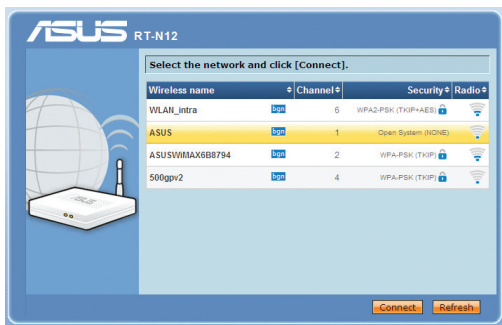 ASUS RT-N12
Select the network and click [Connect].
Wireless name Channel Security Radio
WLAN_intra bgn 6 WPA2-PSK (TKIP+AES)
ASUS bgn 1 Open System (NONE)
ASUSWiMAX6B8794 bgn 2 WPA-PSK (TKIP)
500gpv2 bgn 4 WPA-PSK (TKIP)
ASUS
Connect Refresh